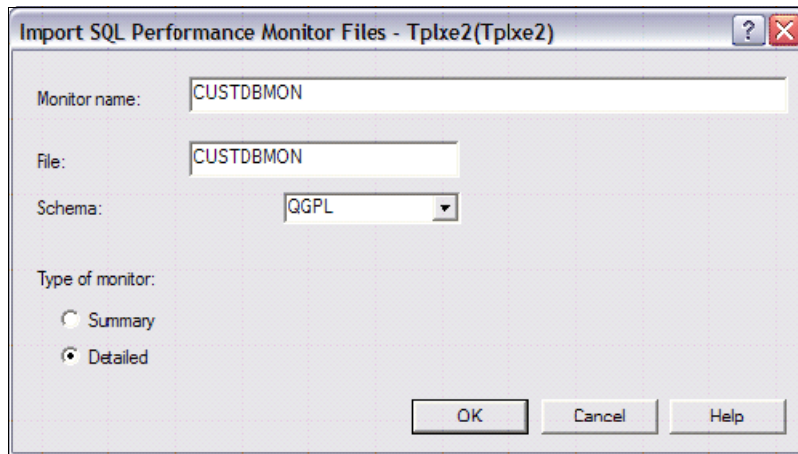 Import SQL Performance Monitor Files - Tplxe2(Tplxe2)
?
Monitor name: CUSTDBMON
File: CUSTDBMON
Schema: QGPL
Type of monitor:
Summary
Detailed
OK Cancel Help